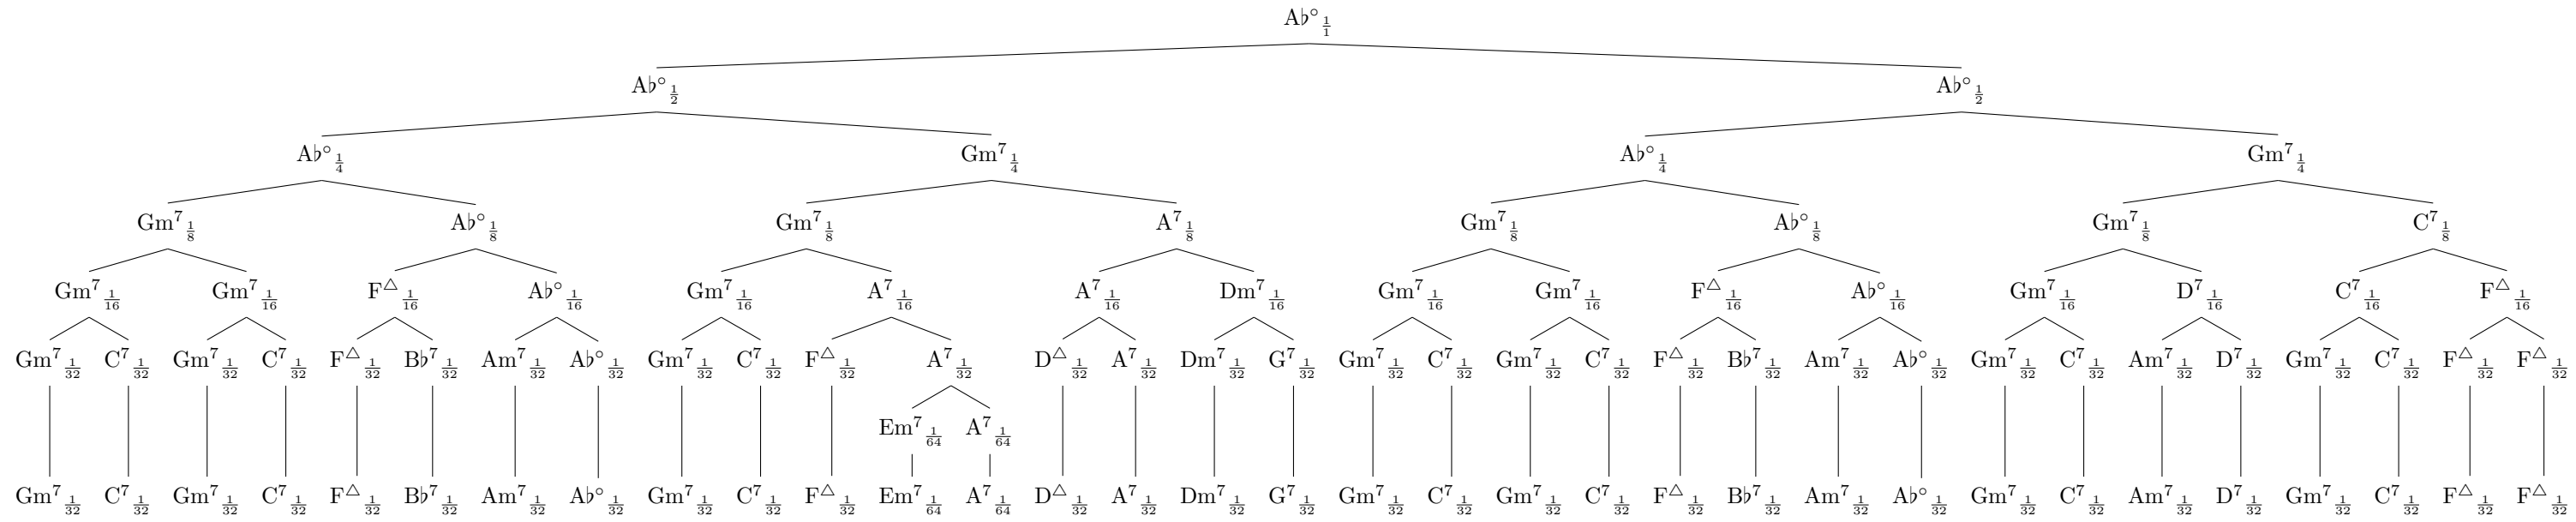 A♭° 1/1
A♭° 1/2 A♭° 1/2
A♭° 1/4 Gm⁷ 1/4 A♭° 1/4 Gm⁷ 1/4
Gm⁷ 1/8 A♭° 1/8 Gm⁷ 1/8 A⁷ 1/8 Gm⁷ 1/8 A♭° 1/8 Gm⁷ 1/8 C⁷ 1/8
Gm⁷ 1/16 Gm⁷ 1/16 F△ 1/16 A♭° 1/16 Gm⁷ 1/16 A⁷ 1/16 A⁷ 1/16 Dm⁷ 1/16 Gm⁷ 1/16 Gm⁷ 1/16 F△ 1/16 A♭° 1/16 Gm⁷ 1/16 D⁷ 1/16 C⁷ 1/16 F△ 1/16
Gm⁷ 1/32 C⁷ 1/32 Gm⁷ 1/32 C⁷ 1/32 F△ 1/32 B♭⁷ 1/32 Am⁷ 1/32 A♭° 1/32 Gm⁷ 1/32 C⁷ 1/32 F△ 1/32 A⁷ 1/32 D△ 1/32 A⁷ 1/32 Dm⁷ 1/32 G⁷ 1/32 Gm⁷ 1/32 C⁷ 1/32 Gm⁷ 1/32 C⁷ 1/32 F△ 1/32 B♭⁷ 1/32 Am⁷ 1/32 A♭° 1/32 Gm⁷ 1/32 C⁷ 1/32 Am⁷ 1/32 D⁷ 1/32 Gm⁷ 1/32 C⁷ 1/32 F△ 1/32 F△ 1/32
Em⁷ 1/64 A⁷ 1/64
Gm⁷ 1/32 C⁷ 1/32 Gm⁷ 1/32 C⁷ 1/32 F△ 1/32 B♭⁷ 1/32 Am⁷ 1/32 A♭° 1/32 Gm⁷ 1/32 C⁷ 1/32 F△ 1/32 Em⁷ 1/64 A⁷ 1/64 D△ 1/32 A⁷ 1/32 Dm⁷ 1/32 G⁷ 1/32 Gm⁷ 1/32 C⁷ 1/32 Gm⁷ 1/32 C⁷ 1/32 F△ 1/32 B♭⁷ 1/32 Am⁷ 1/32 A♭° 1/32 Gm⁷ 1/32 C⁷ 1/32 Am⁷ 1/32 D⁷ 1/32 Gm⁷ 1/32 C⁷ 1/32 F△ 1/32 F△ 1/32